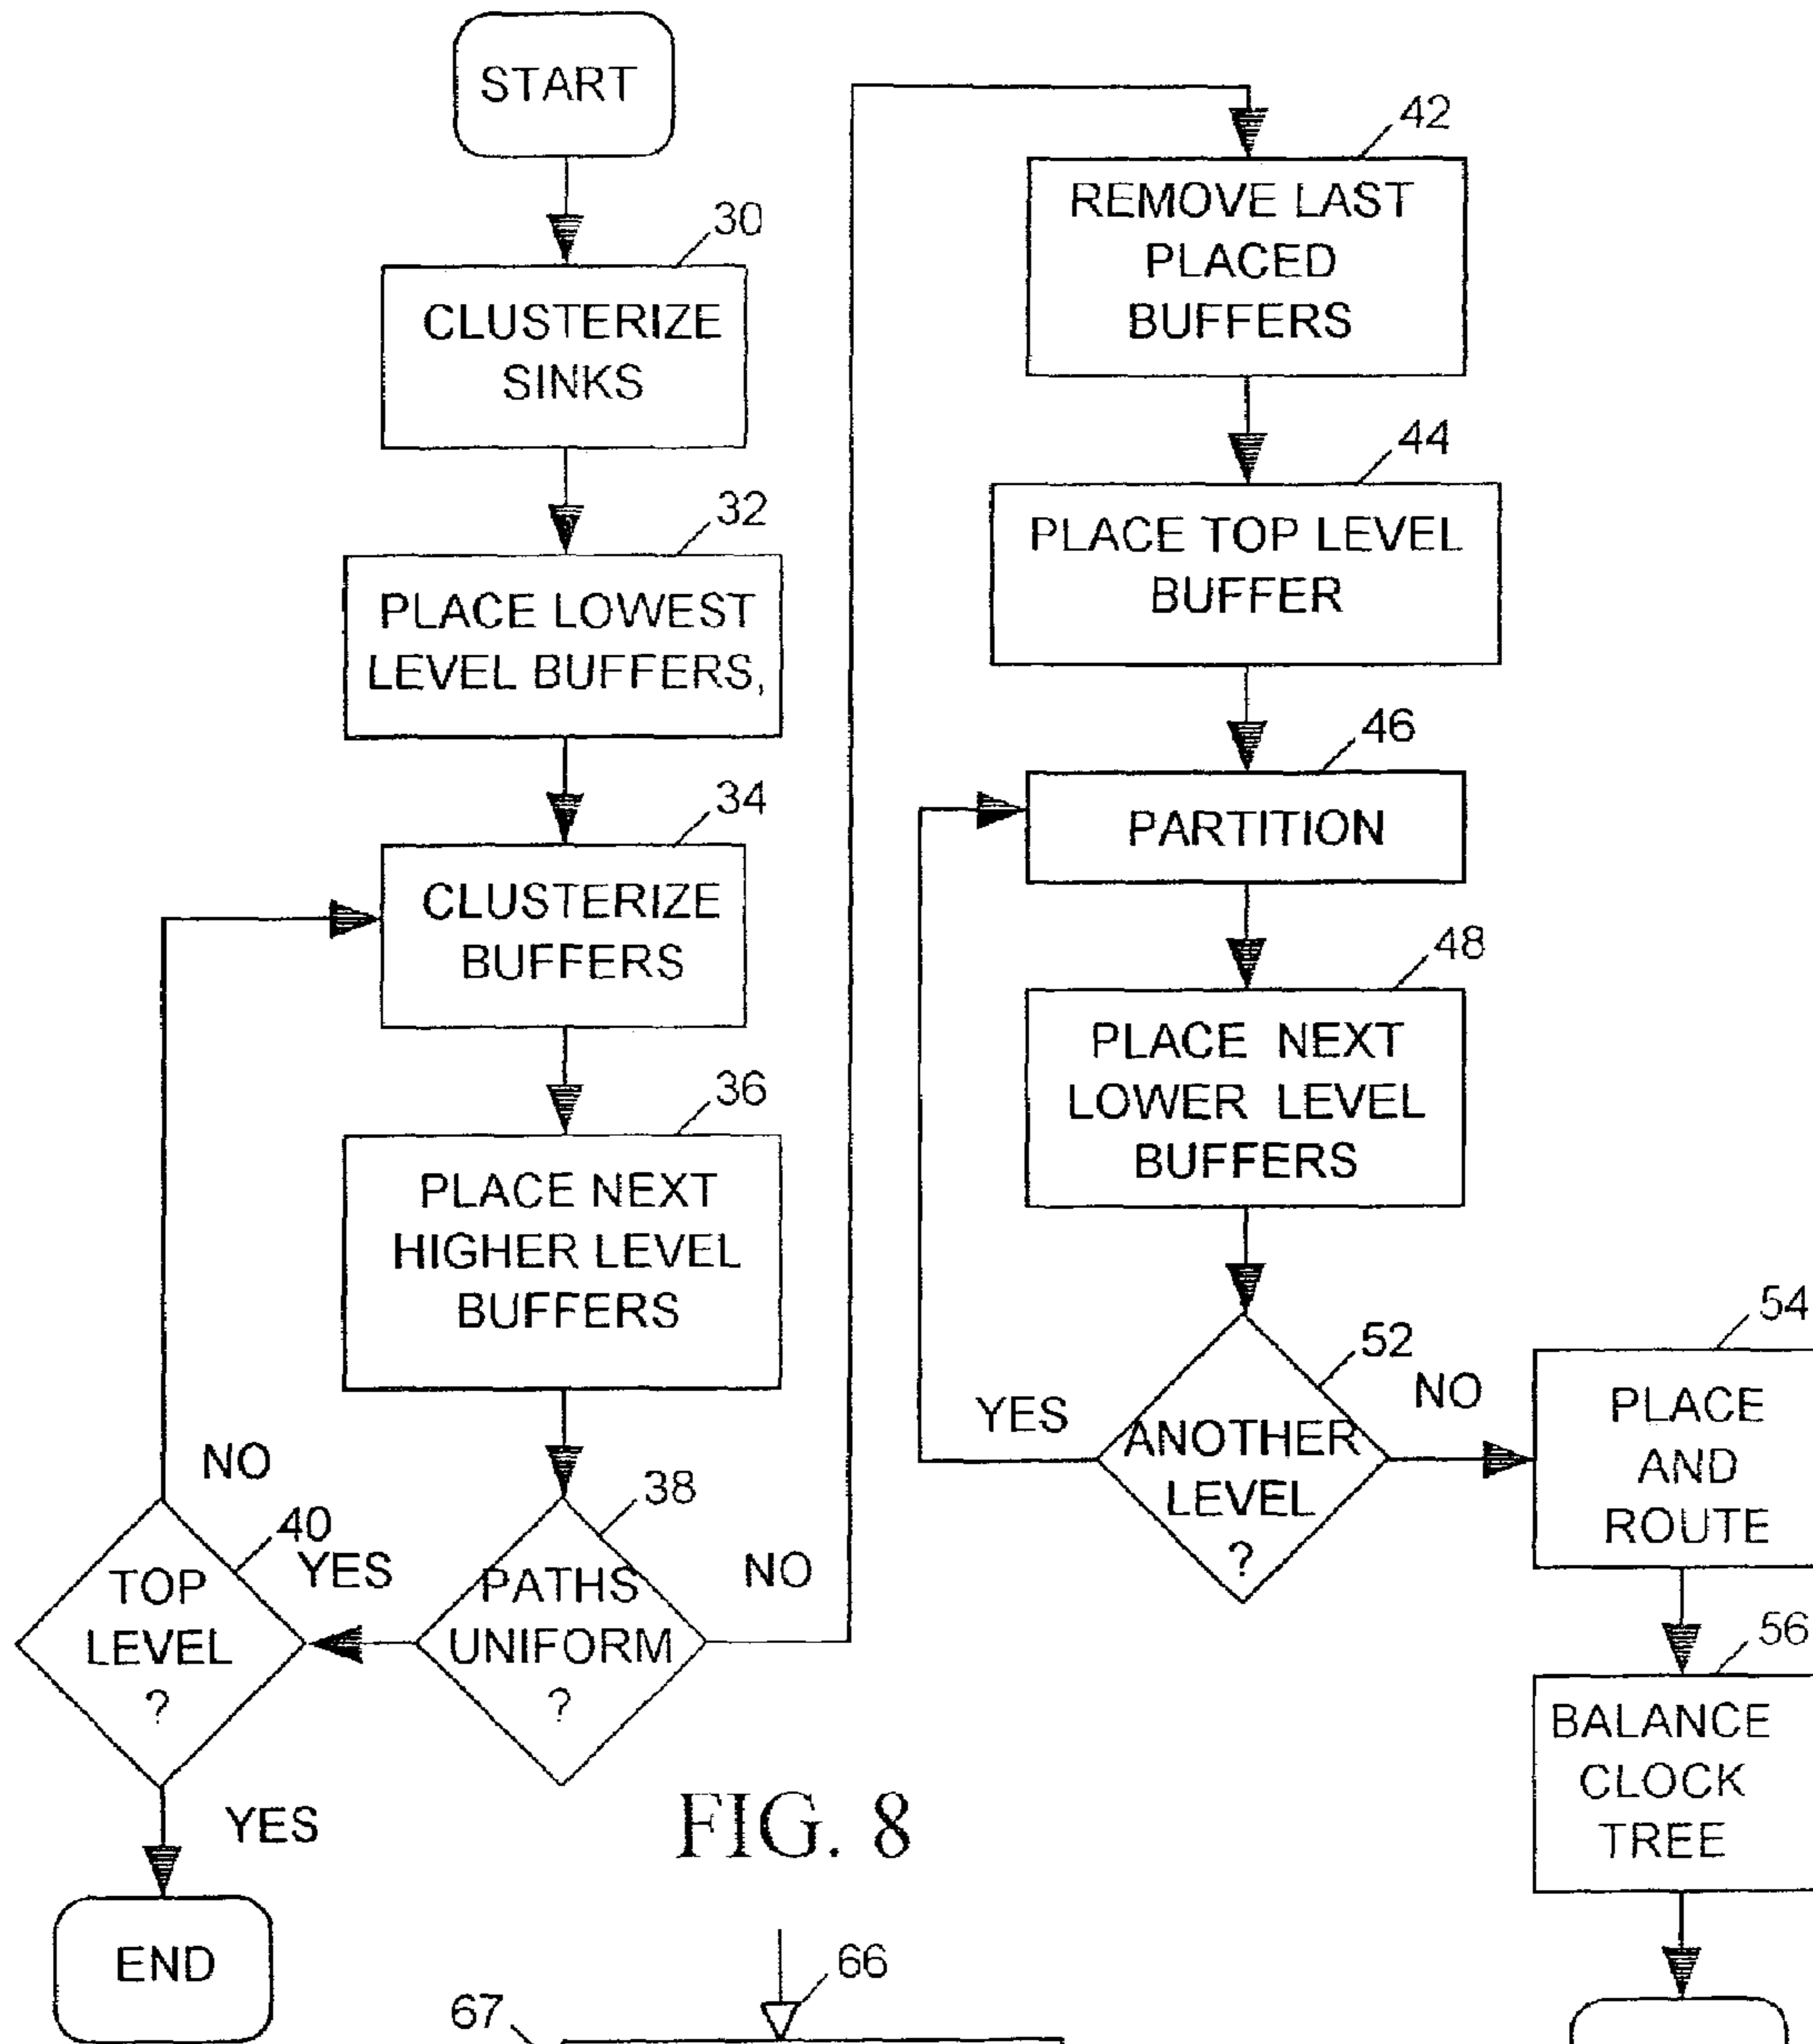 START
30
CLUSTERIZE
SINKS
32
PLACE LOWEST
LEVEL BUFFERS,
34
CLUSTERIZE
BUFFERS
36
PLACE NEXT
HIGHER LEVEL
BUFFERS
38
PATHS
UNIFORM
?
YES
NO
40
TOP
LEVEL
?
NO
YES
END
42
REMOVE LAST
PLACED
BUFFERS
44
PLACE TOP LEVEL
BUFFER
46
PARTITION
48
PLACE NEXT
LOWER LEVEL
BUFFERS
52
ANOTHER
LEVEL
?
YES
NO
54
PLACE
AND
ROUTE
56
BALANCE
CLOCK
TREE
FIG. 8
66
67